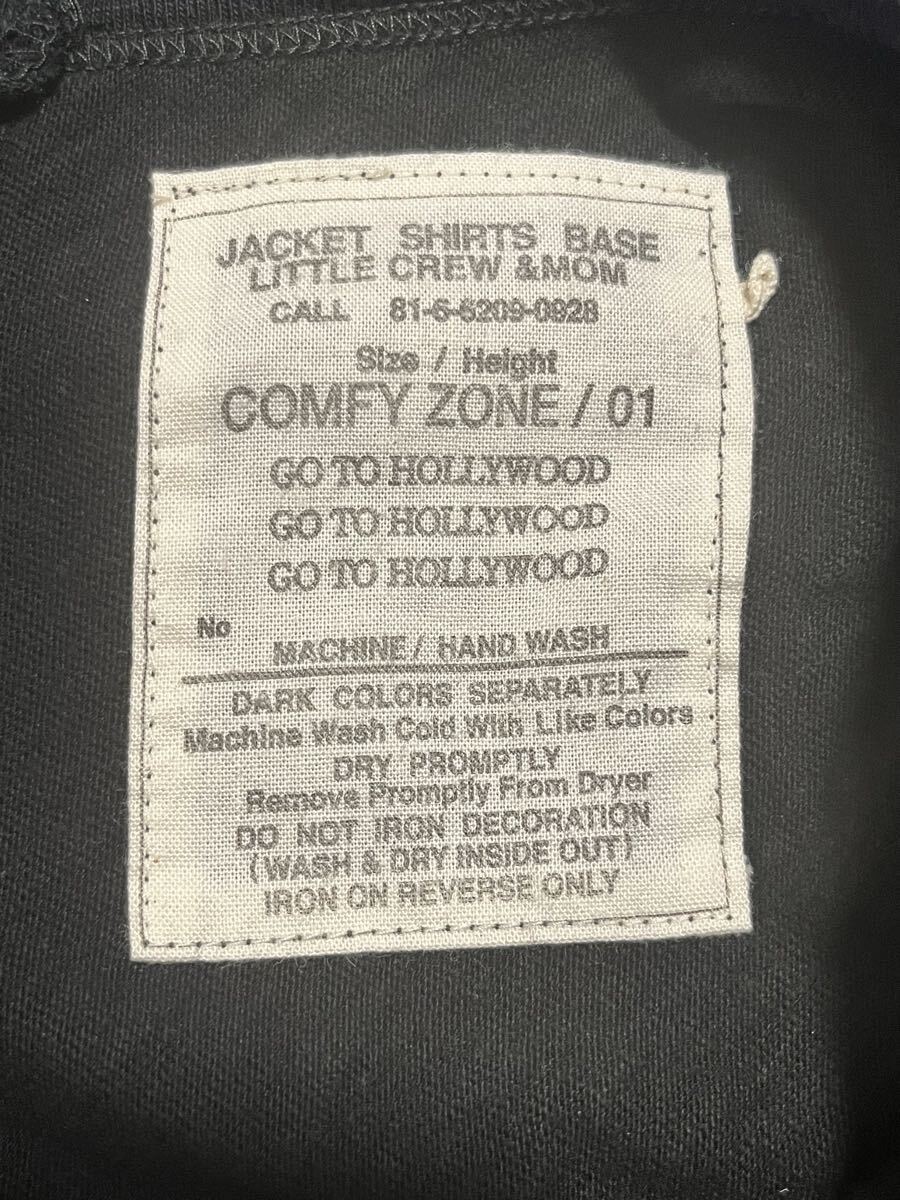 JACKET SHIRTS BASE
LITTLE CREW &MOM
CALL 81-6-6209-0828
Size / Height
COMFY ZONE / 01
GO TO HOLLYWOOD
GO TO HOLLYWOOD
GO TO HOLLYWOOD
No
MACHINE / HAND WASH
DARK COLORS SEPARATELY
Machine Wash Cold With Like Colors
DRY PROMPTLY
Remove Promptly From Dryer
DO NOT IRON DECORATION
(WASH & DRY INSIDE OUT)
IRON ON REVERSE ONLY